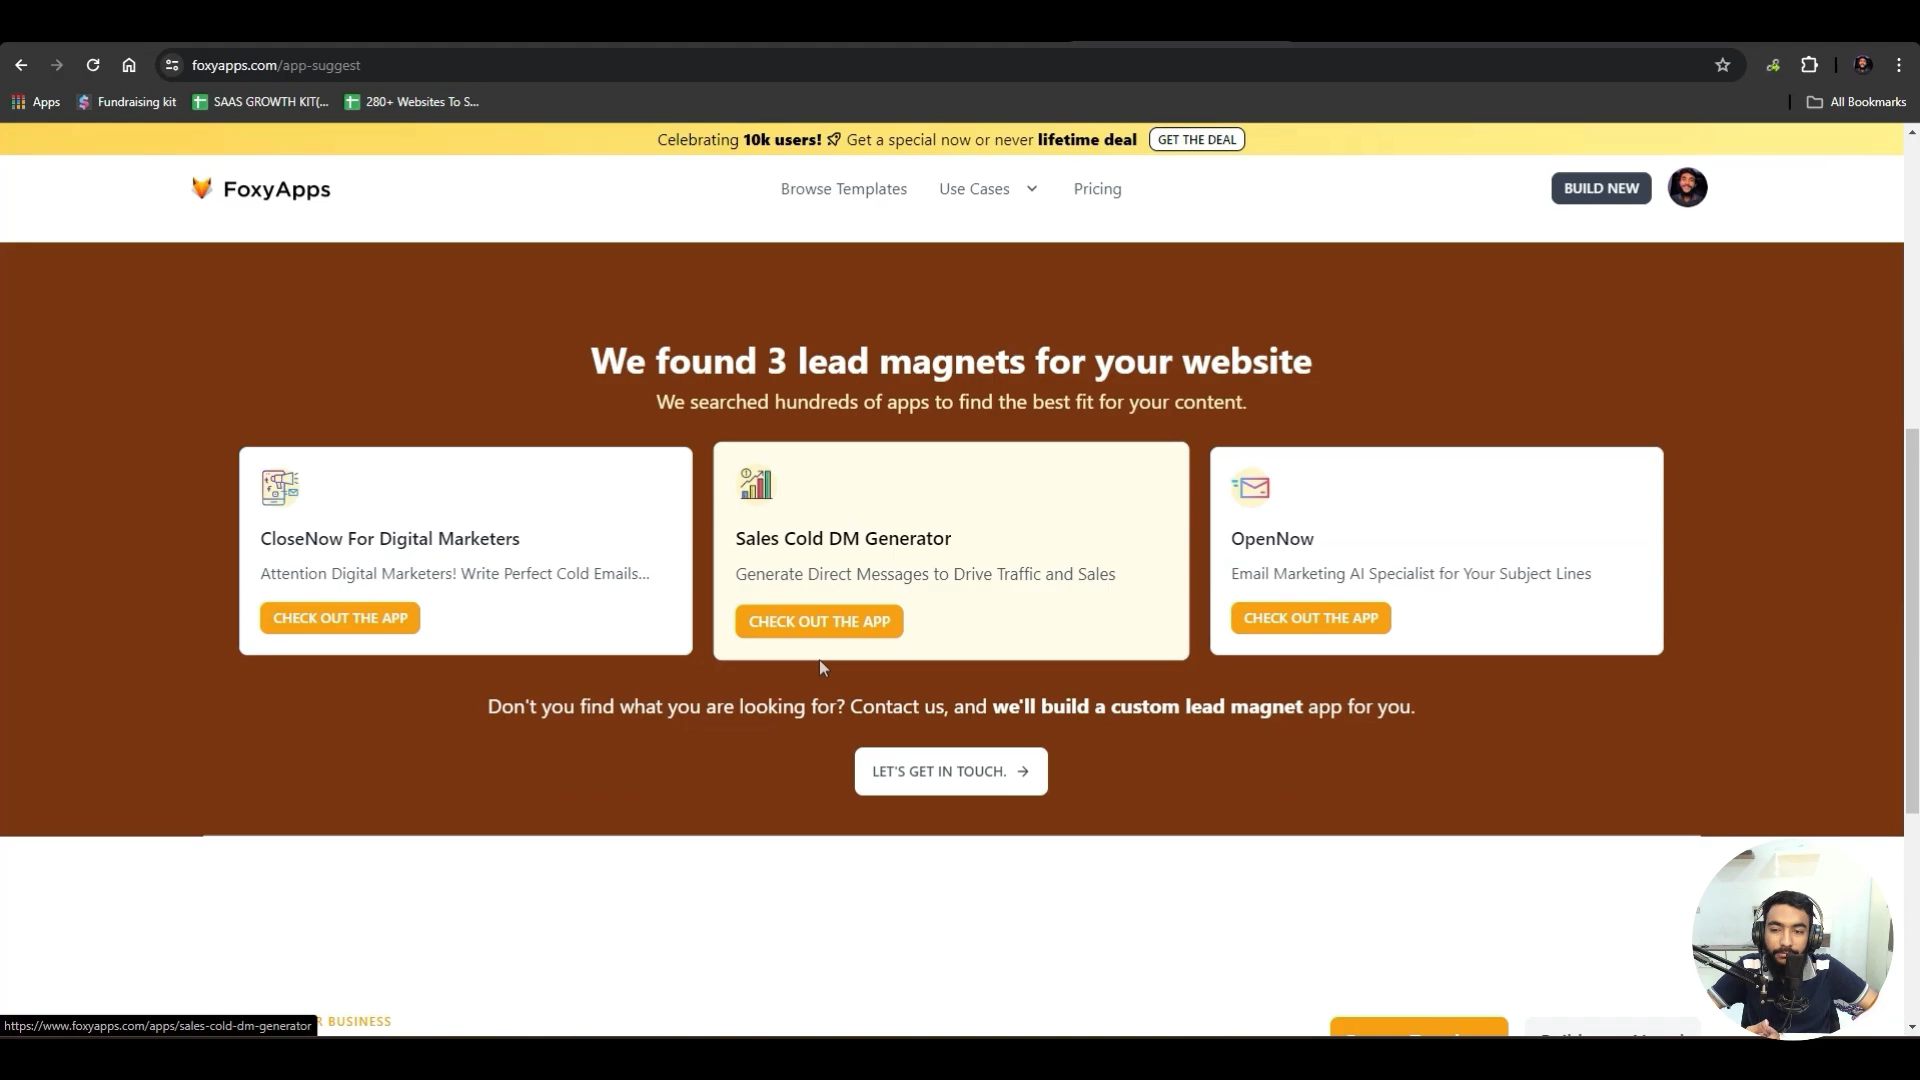 foxyapps.com/app-suggest
Apps Fundraising kit SAAS GROWTH KIT(... 280+ Websites To S... All Bookmarks
Celebrating 10k users! Get a special now or never lifetime deal GET THE DEAL
FoxyApps Browse Templates Use Cases Pricing BUILD NEW
We found 3 lead magnets for your website
We searched hundreds of apps to find the best fit for your content.
CloseNow For Digital Marketers
Attention Digital Marketers! Write Perfect Cold Emails...
CHECK OUT THE APP
Sales Cold DM Generator
Generate Direct Messages to Drive Traffic and Sales
CHECK OUT THE APP
OpenNow
Email Marketing AI Specialist for Your Subject Lines
CHECK OUT THE APP
Don't you find what you are looking for? Contact us, and we'll build a custom lead magnet app for you.
LET'S GET IN TOUCH. →
BUSINESS
https://www.foxyapps.com/apps/sales-cold-dm-generator